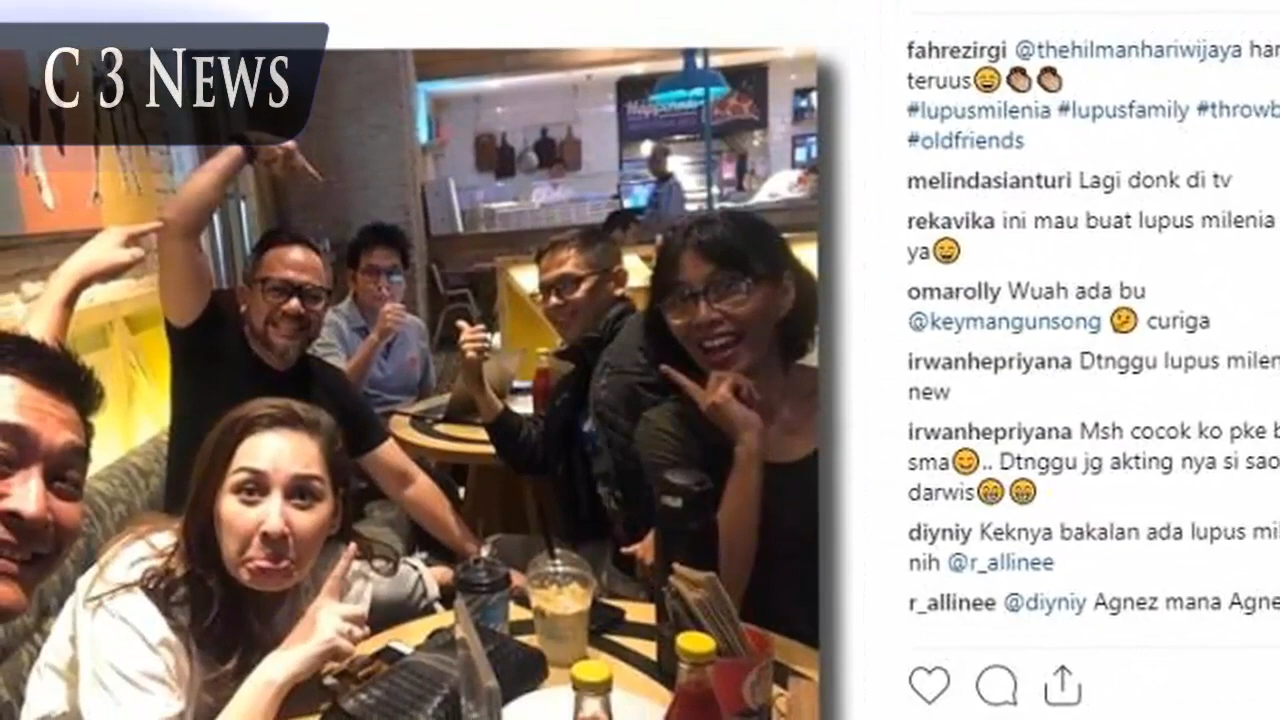 C 3 NEWS
fahrezirgi @thehilmanhariwijaya har
teruus😄👏👏
#lupusmilenia #lupusfamily #throwb
#oldfriends
melindasianturi Lagi donk di tv
rekavika ini mau buat lupus milenia
ya😄
omarolly Wuah ada bu
@keymangunsong 🤔 curiga
irwanhepriyana Dtnggu lupus milen
new
irwanhepriyana Msh cocok ko pke b
sma😊.. Dtnggu jg akting nya si sao
darwis😁😁
diyniy Keknya bakalan ada lupus mil
nih @r_allinee
r_allinee @diyniy Agnez mana Agne